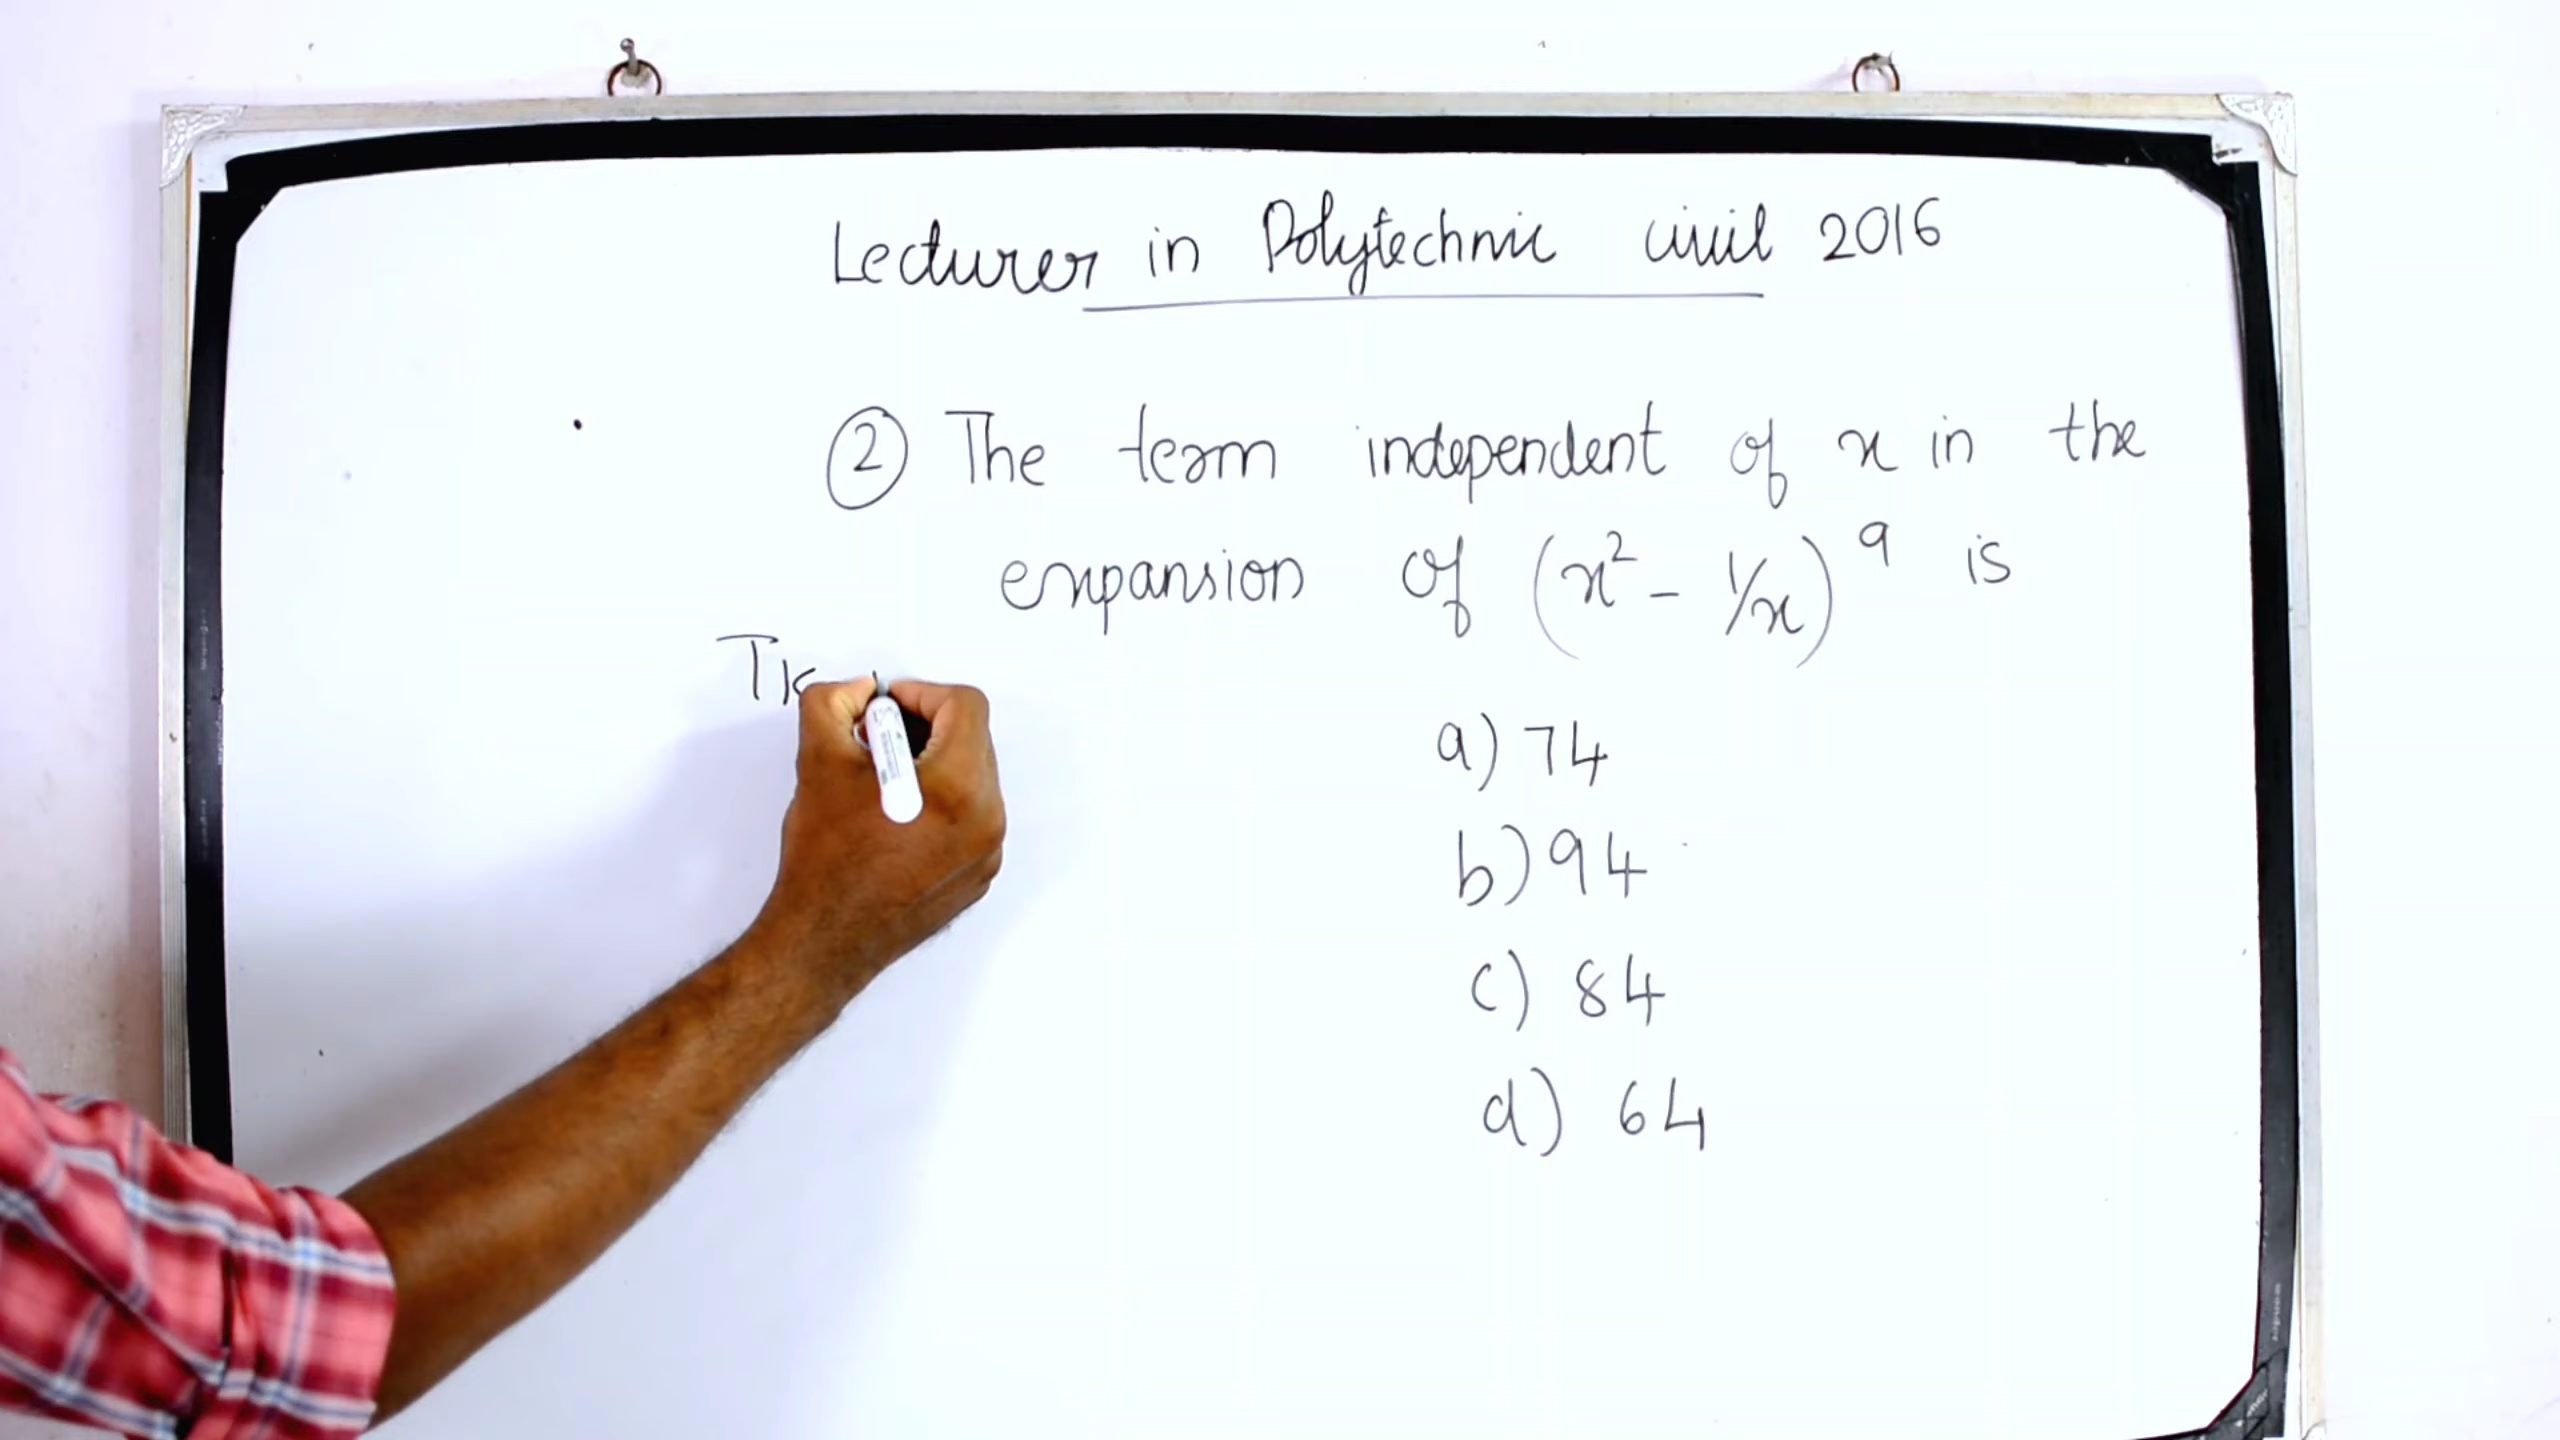 Lecturer in Polytechnic civil 2016
② The term independent of x in the
expansion of (x² - 1/x)⁹ is
TK
a) 74
b) 94
c) 84
d) 64